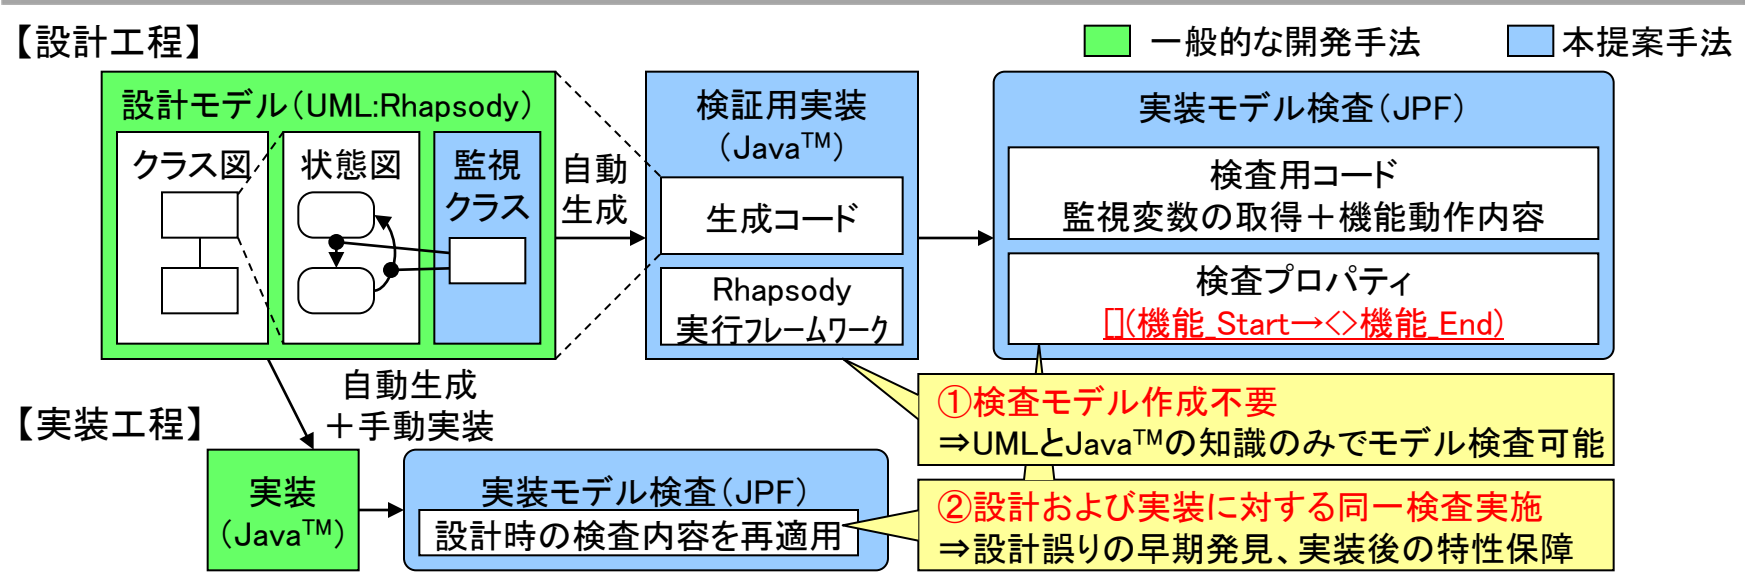 【設計工程】
一般的な開発手法
本提案手法
設計モデル(UML:Rhapsody)
クラス図
状態図
監視
クラス
自動
生成
検証用実装
(Java™)
生成コード
Rhapsody
実行フレームワーク
実装モデル検査(JPF)
検査用コード
監視変数の取得＋機能動作内容
検査プロパティ
[](機能_Start→<>機能_End)
自動生成
＋手動実装
①検査モデル作成不要
⇒UMLとJava™の知識のみでモデル検査可能
【実装工程】
実装
(Java™)
実装モデル検査(JPF)
設計時の検査内容を再適用
②設計および実装に対する同一検査実施
⇒設計誤りの早期発見、実装後の特性保障